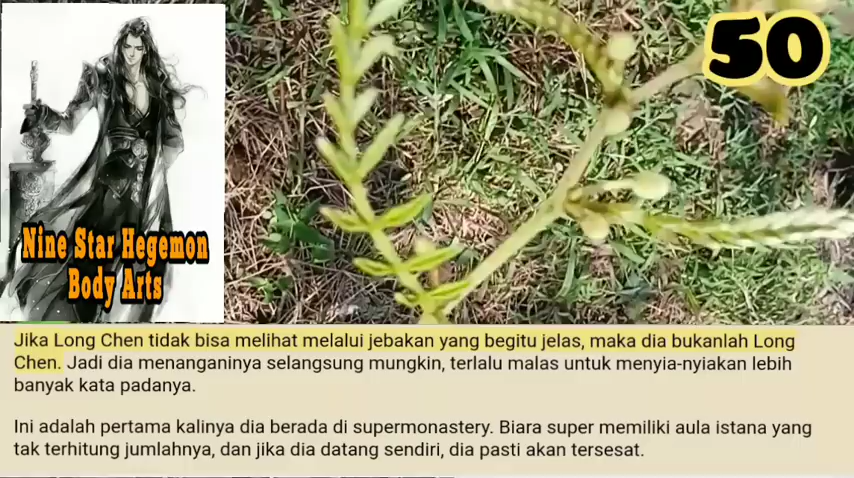 50
Nine Star Hegemon
Body Arts
Jika Long Chen tidak bisa melihat melalui jebakan yang begitu jelas, maka dia bukanlah Long
Chen. Jadi dia menanganinya selangsung mungkin, terlalu malas untuk menyia-nyiakan lebih
banyak kata padanya.
Ini adalah pertama kalinya dia berada di supermonastery. Biara super memiliki aula istana yang
tak terhitung jumlahnya, dan jika dia datang sendiri, dia pasti akan tersesat.